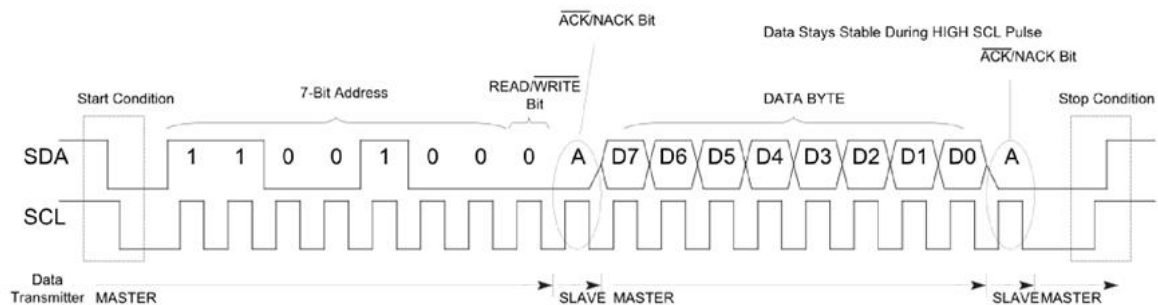 ACK/NACK Bit
Data Stays Stable During HIGH SCL Pulse
ACK/NACK Bit
Start Condition
7-Bit Address
READ/WRITE
Bit
DATA BYTE
Stop Condition
SDA 1 1 0 0 1 0 0 0 A D7 D6 D5 D4 D3 D2 D1 D0 A
SCL
Data
Transmitter MASTER SLAVE MASTER SLAVE MASTER